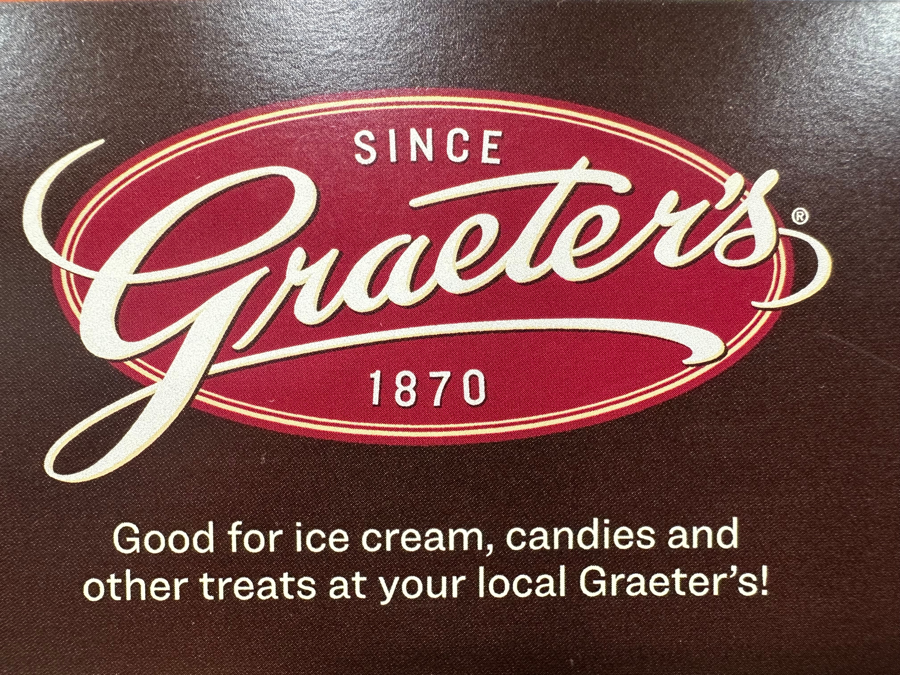 SINCE
Graeter's®
1870
Good for ice cream, candies and
other treats at your local Graeter's!